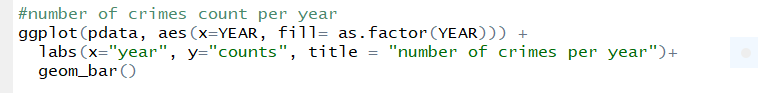 #number of crimes count per year
ggplot(pdata, aes(x=YEAR, fill= as.factor(YEAR))) +
  labs(x="year", y="counts", title = "number of crimes per year")+
  geom_bar()